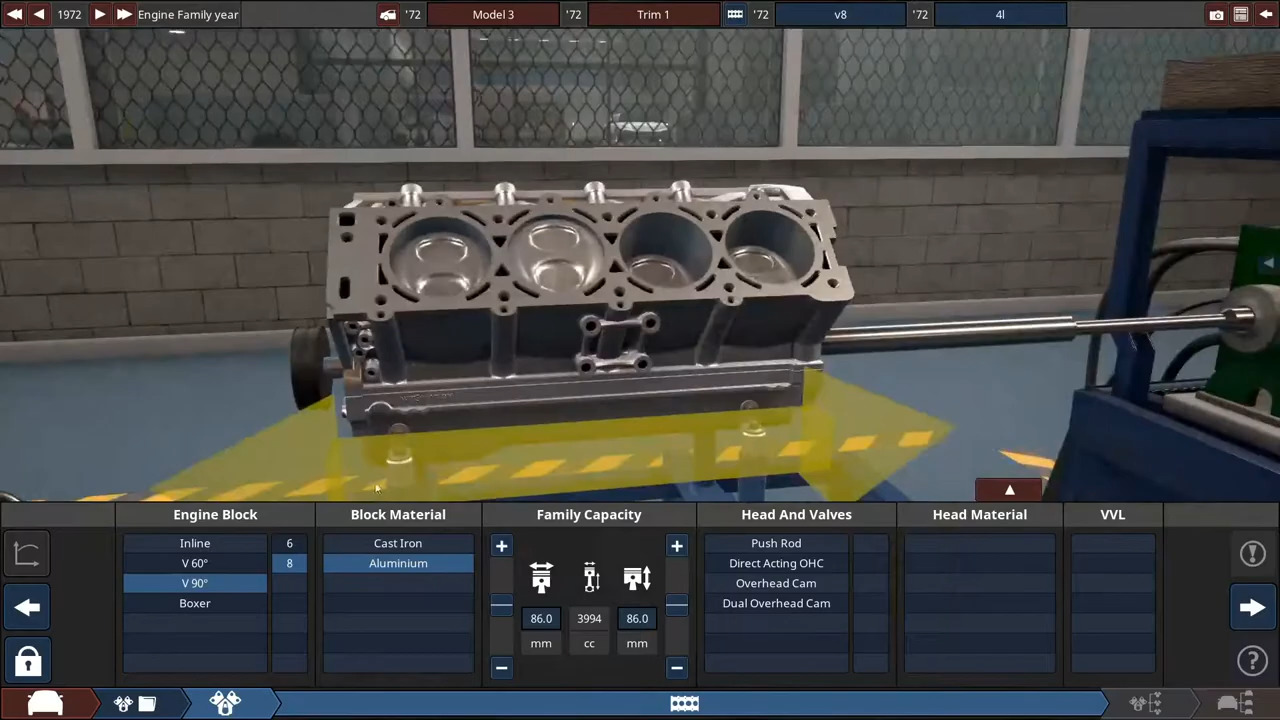 1972 Engine Family year '72 Model 3 '72 Trim 1 '72 v8 '72 4l
Engine Block
Inline 6
V 60° 8
V 90°
Boxer
Block Material
Cast Iron
Aluminium
Family Capacity
+ +
86.0 3994 86.0
mm cc mm
- -
Head And Valves
Push Rod
Direct Acting OHC
Overhead Cam
Dual Overhead Cam
Head Material
VVL